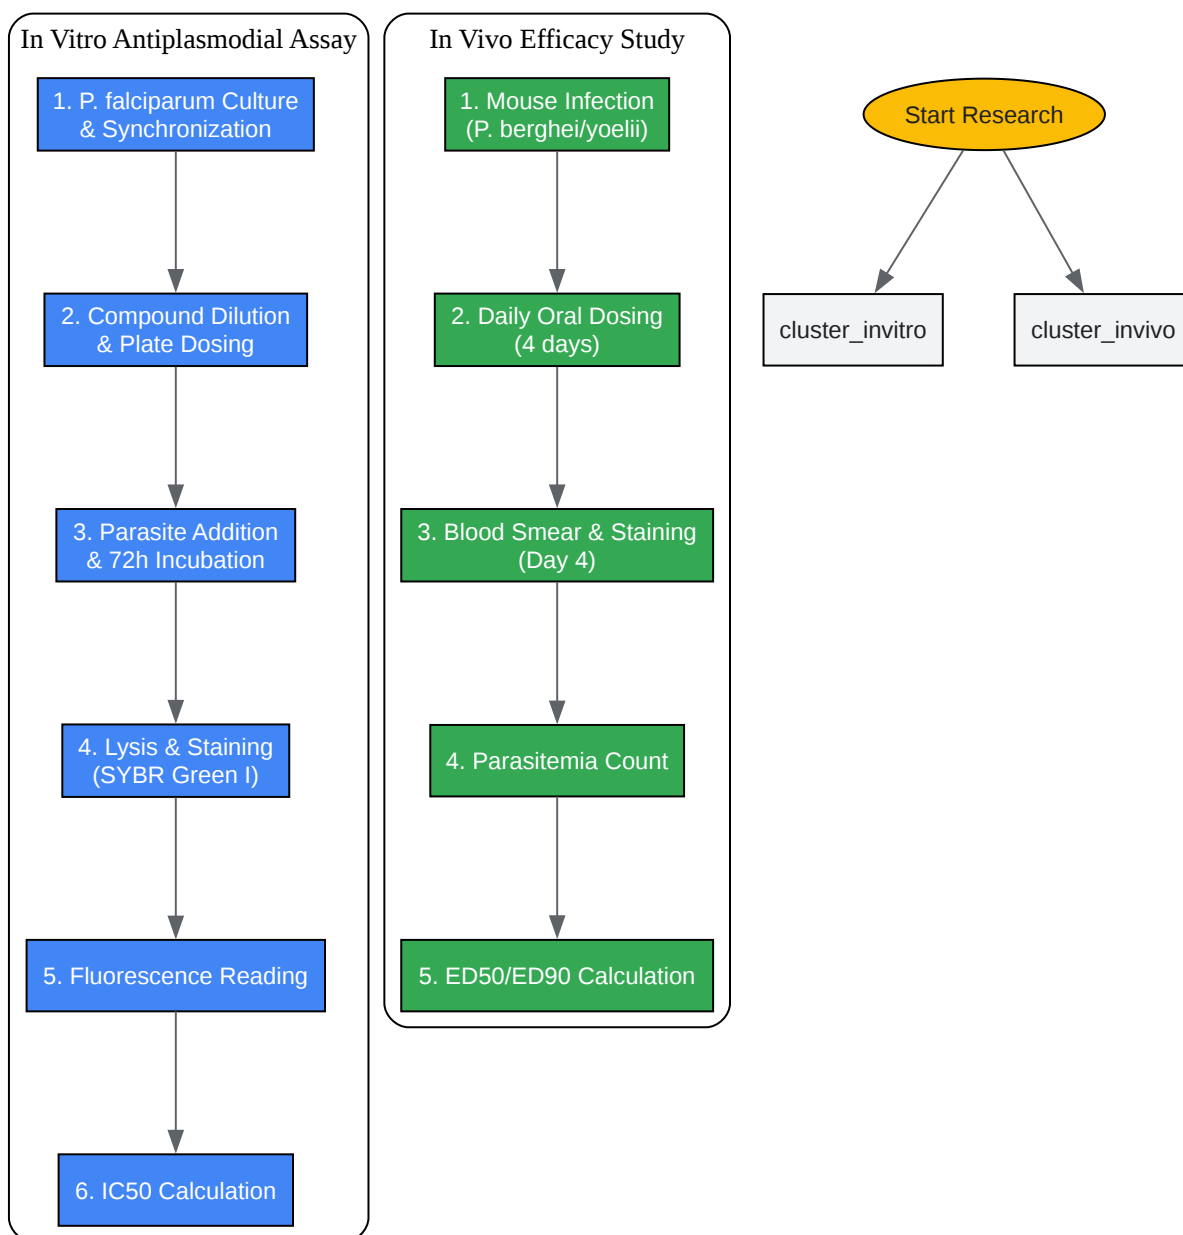 In Vitro Antiplasmodial Assay
1. P. falciparum Culture
& Synchronization
2. Compound Dilution
& Plate Dosing
3. Parasite Addition
& 72h Incubation
4. Lysis & Staining
(SYBR Green I)
5. Fluorescence Reading
6. IC50 Calculation
In Vivo Efficacy Study
1. Mouse Infection
(P. berghei/yoelii)
2. Daily Oral Dosing
(4 days)
3. Blood Smear & Staining
(Day 4)
4. Parasitemia Count
5. ED50/ED90 Calculation
Start Research
cluster_invitro
cluster_invivo